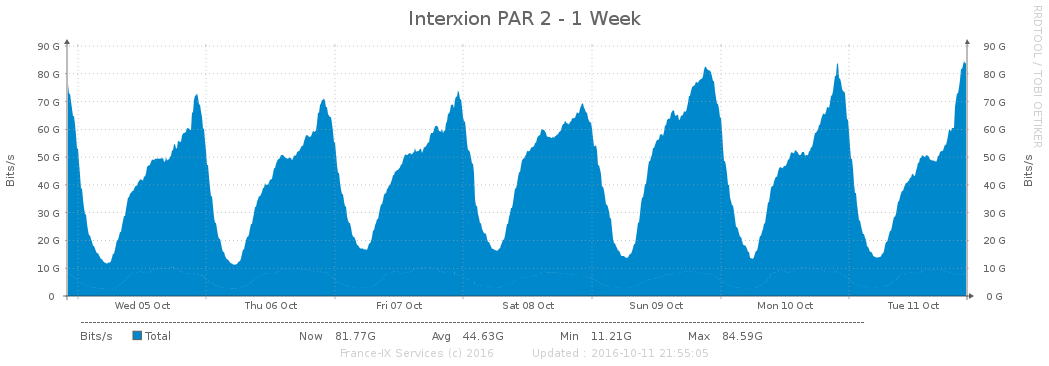 Interxion PAR 2 - 1 Week
RRDTOOL / TOBI OETIKER
Bits/s
90 G 90 G
80 G 80 G
70 G 70 G
60 G 60 G
50 G 50 G
40 G 40 G
30 G 30 G
20 G 20 G
10 G 10 G
0 0 G
Bits/s
Wed 05 Oct Thu 06 Oct Fri 07 Oct Sat 08 Oct Sun 09 Oct Mon 10 Oct Tue 11 Oct
Bits/s Total Now 81.77G Avg 44.63G Min 11.21G Max 84.59G
France-IX Services (c) 2016 Updated : 2016-10-11 21:55:05